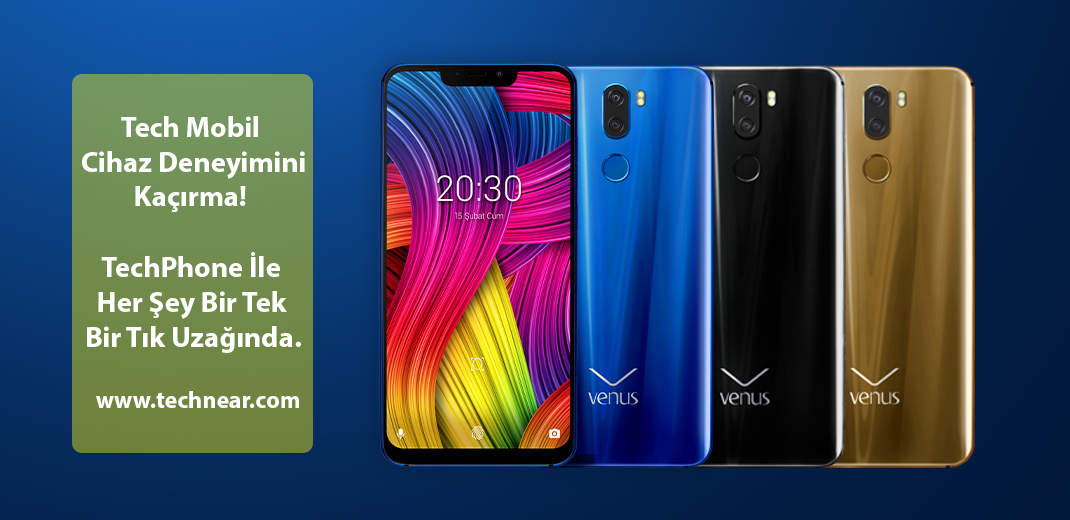 Tech Mobil
Cihaz Deneyimini
Kaçırma!
TechPhone İle
Her Şey Bir Tek
Bir Tık Uzağında.
www.technear.com
20:30
15 Şubat Cum
venus
venus
venus